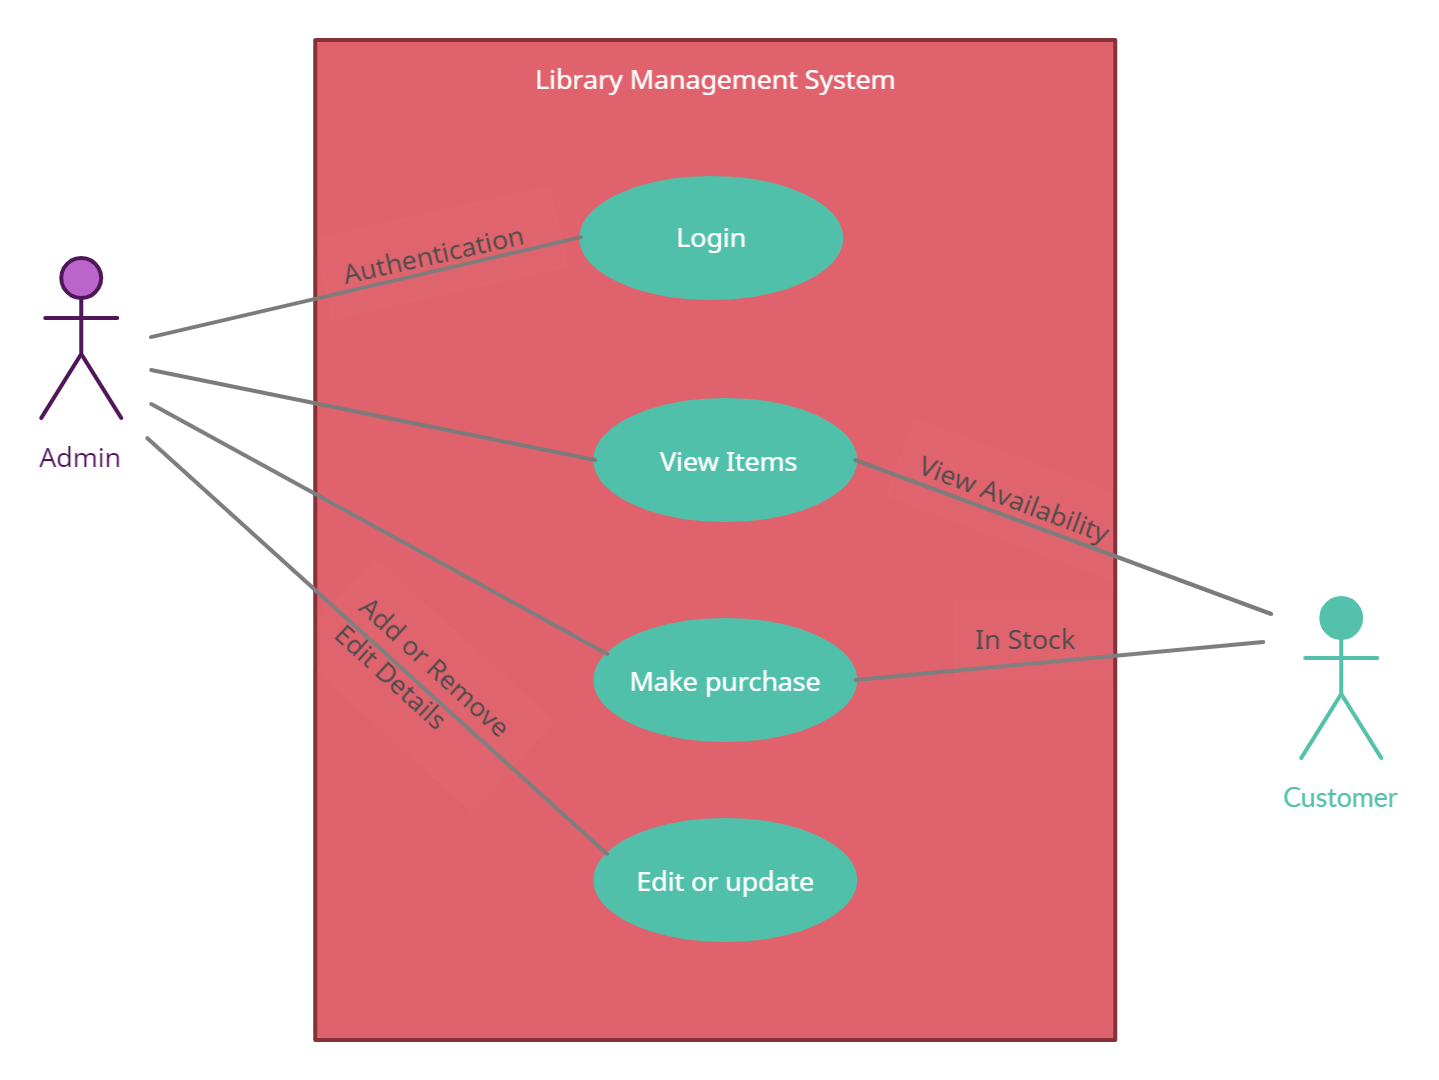 Library Management System
Authentication
Login
Admin
View Items
View Availability
Add or Remove
Edit Details
In Stock
Make purchase
Customer
Edit or update